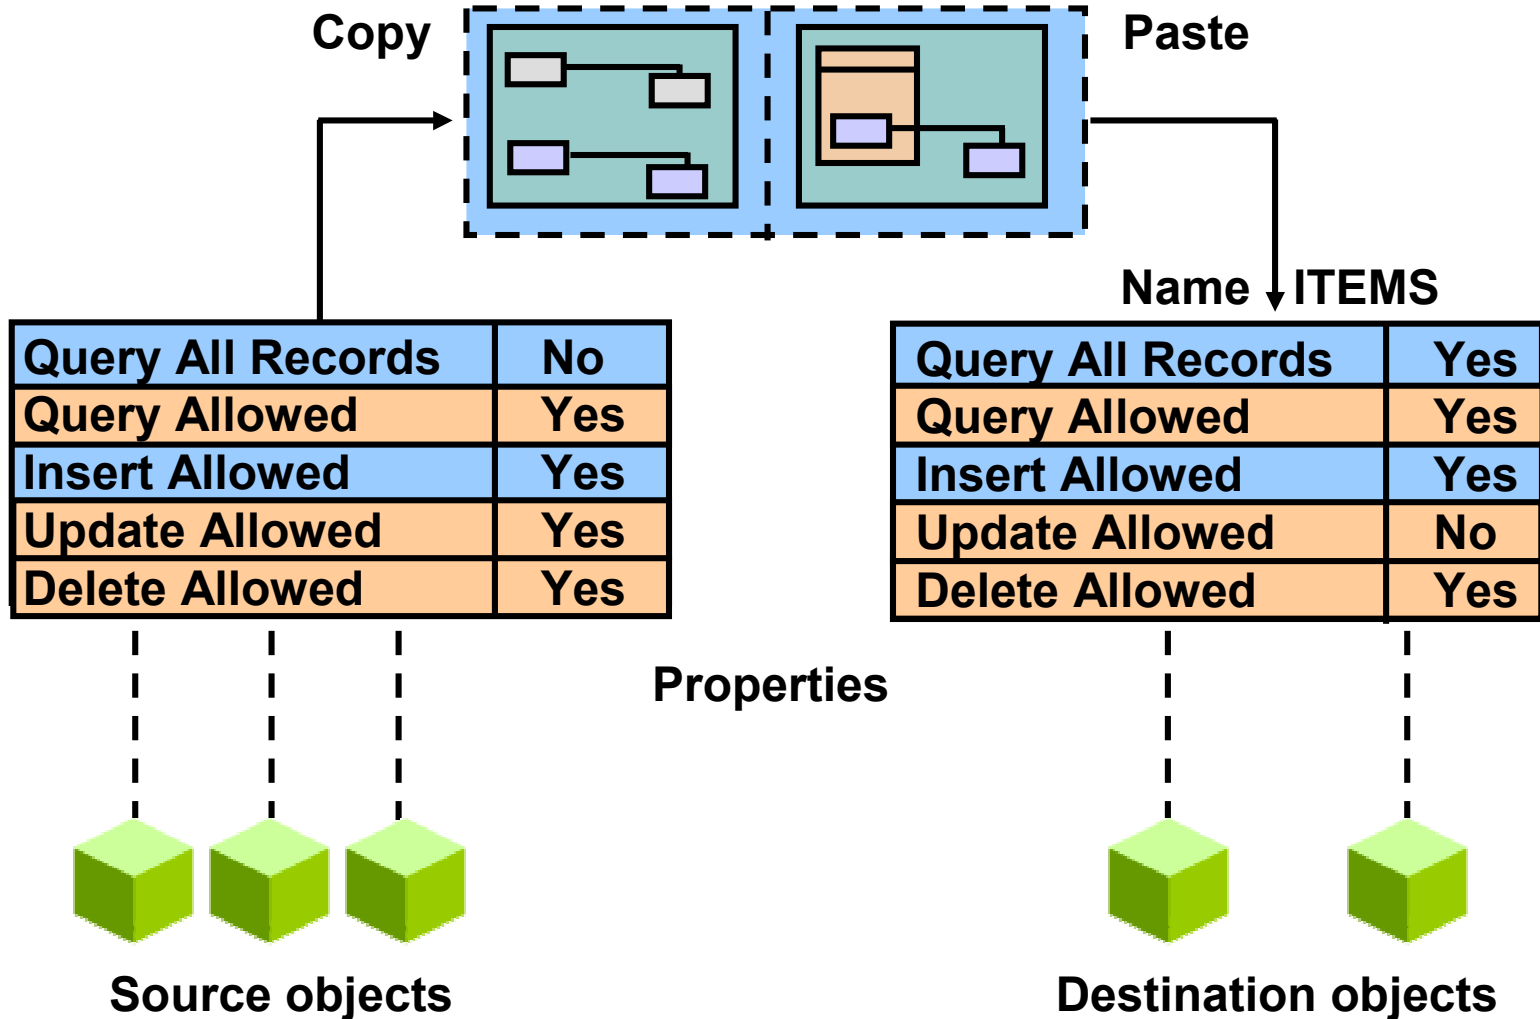 Copy
Paste
Name ITEMS
Query All Records No
Query Allowed Yes
Insert Allowed Yes
Update Allowed Yes
Delete Allowed Yes
Query All Records Yes
Query Allowed Yes
Insert Allowed Yes
Update Allowed No
Delete Allowed Yes
Properties
Source objects
Destination objects